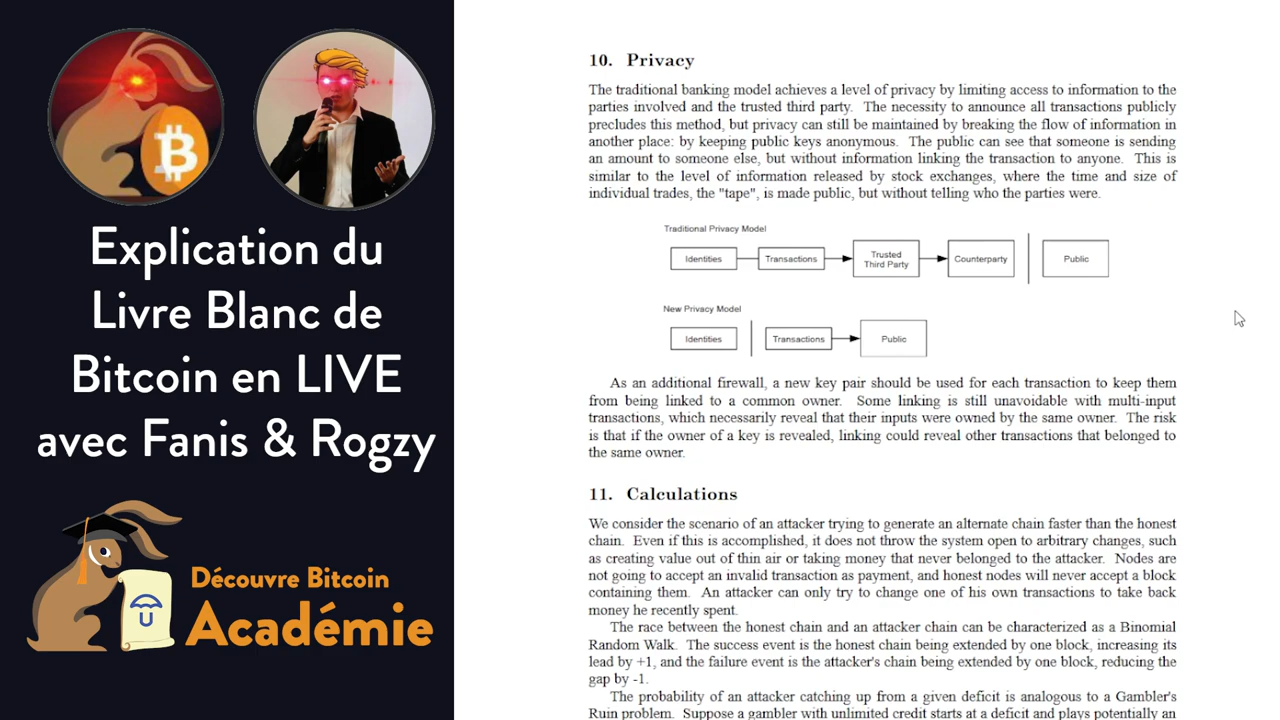 Explication du
Livre Blanc de
Bitcoin en LIVE
avec Fanis & Rogzy
Découvre Bitcoin
Académie
10. Privacy
The traditional banking model achieves a level of privacy by limiting access to information to the
parties involved and the trusted third party. The necessity to announce all transactions publicly
precludes this method, but privacy can still be maintained by breaking the flow of information in
another place: by keeping public keys anonymous. The public can see that someone is sending
an amount to someone else, but without information linking the transaction to anyone. This is
similar to the level of information released by stock exchanges, where the time and size of
individual trades, the "tape", is made public, but without telling who the parties were.
Traditional Privacy Model
Identities
Transactions
Trusted
Third Party
Counterparty
Public
New Privacy Model
Identities
Transactions
Public
As an additional firewall, a new key pair should be used for each transaction to keep them
from being linked to a common owner. Some linking is still unavoidable with multi-input
transactions, which necessarily reveal that their inputs were owned by the same owner. The risk
is that if the owner of a key is revealed, linking could reveal other transactions that belonged to
the same owner.
11. Calculations
We consider the scenario of an attacker trying to generate an alternate chain faster than the honest
chain. Even if this is accomplished, it does not throw the system open to arbitrary changes, such
as creating value out of thin air or taking money that never belonged to the attacker. Nodes are
not going to accept an invalid transaction as payment, and honest nodes will never accept a block
containing them. An attacker can only try to change one of his own transactions to take back
money he recently spent.
The race between the honest chain and an attacker chain can be characterized as a Binomial
Random Walk. The success event is the honest chain being extended by one block, increasing its
lead by +1, and the failure event is the attacker's chain being extended by one block, reducing the
gap by -1.
The probability of an attacker catching up from a given deficit is analogous to a Gambler's
Ruin problem. Suppose a gambler with unlimited credit starts at a deficit and plays potentially an